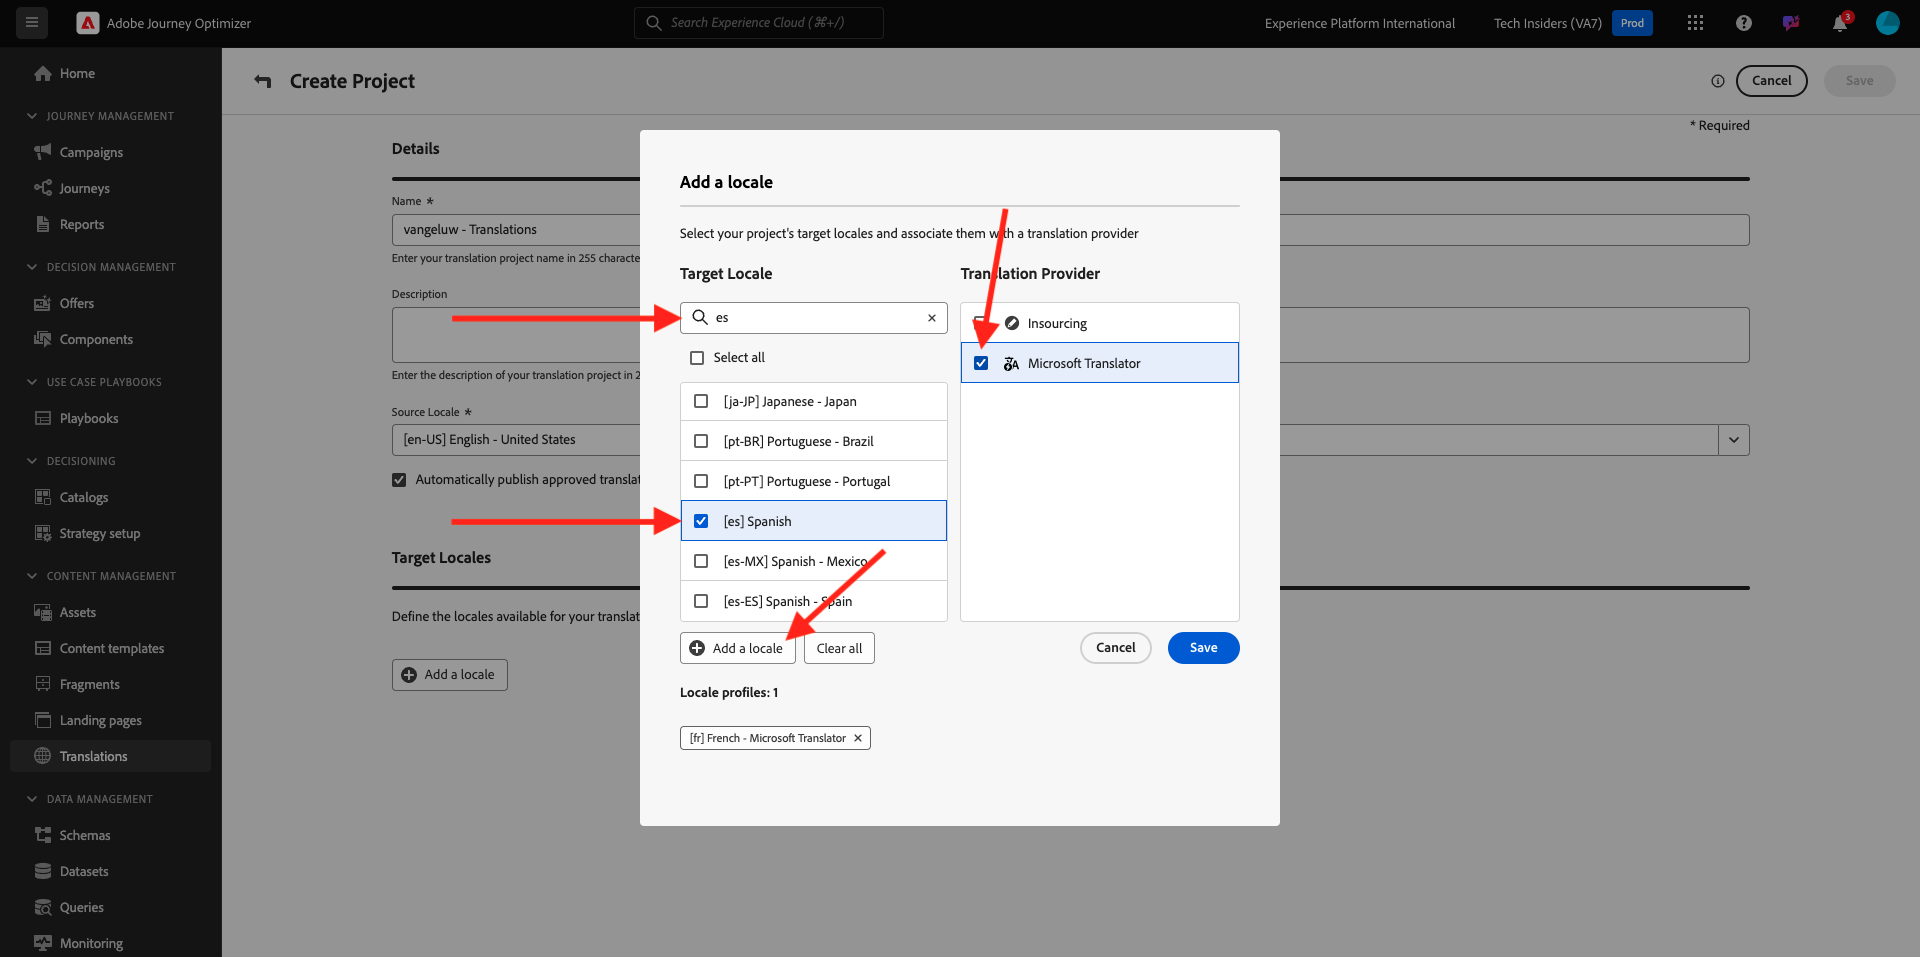 Adobe Journey Optimizer
Search Experience Cloud (⌘+/)
Experience Platform International
Tech Insiders (VA7)
Prod
3
Home
JOURNEY MANAGEMENT
Campaigns
Journeys
Reports
DECISION MANAGEMENT
Offers
Components
USE CASE PLAYBOOKS
Playbooks
DECISIONING
Catalogs
Strategy setup
CONTENT MANAGEMENT
Assets
Content templates
Fragments
Landing pages
Translations
DATA MANAGEMENT
Schemas
Datasets
Queries
Monitoring
Create Project
Cancel
Save
* Required
Details
Name *
vangeluw - Translations
Enter your translation project name in 255 characte
Description
Enter the description of your translation project in 2
Source Locale *
[en-US] English - United States
Automatically publish approved translat
Target Locales
Define the locales available for your translat
Add a locale
Add a locale
Select your project's target locales and associate them with a translation provider
Target Locale
es
Select all
[ja-JP] Japanese - Japan
[pt-BR] Portuguese - Brazil
[pt-PT] Portuguese - Portugal
[es] Spanish
[es-MX] Spanish - Mexico
[es-ES] Spanish - Spain
Translation Provider
Insourcing
Microsoft Translator
Add a locale
Clear all
Cancel
Save
Locale profiles: 1
[fr] French - Microsoft Translator